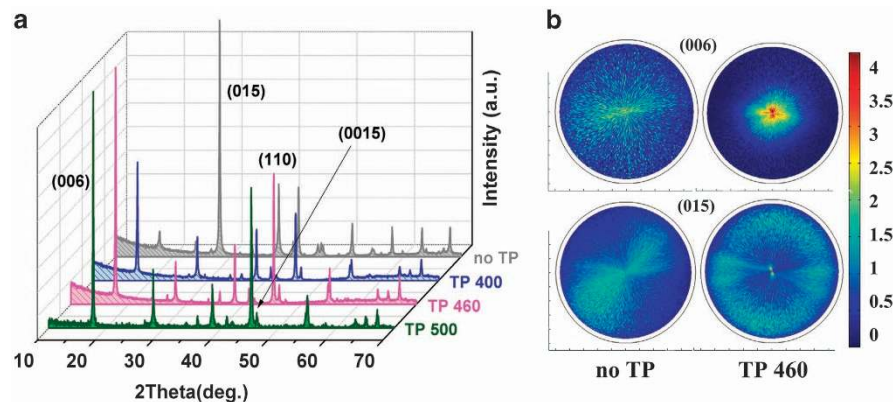 a
(015)
(0015)
(110)
(006)
Intensity (a.u.)
no TP
TP 400
TP 460
TP 500
10 20 30 40 50 60 70
2Theta(deg.)
b
(006)
(015)
no TP TP 460
4
3.5
3
2.5
2
1.5
1
0.5
0